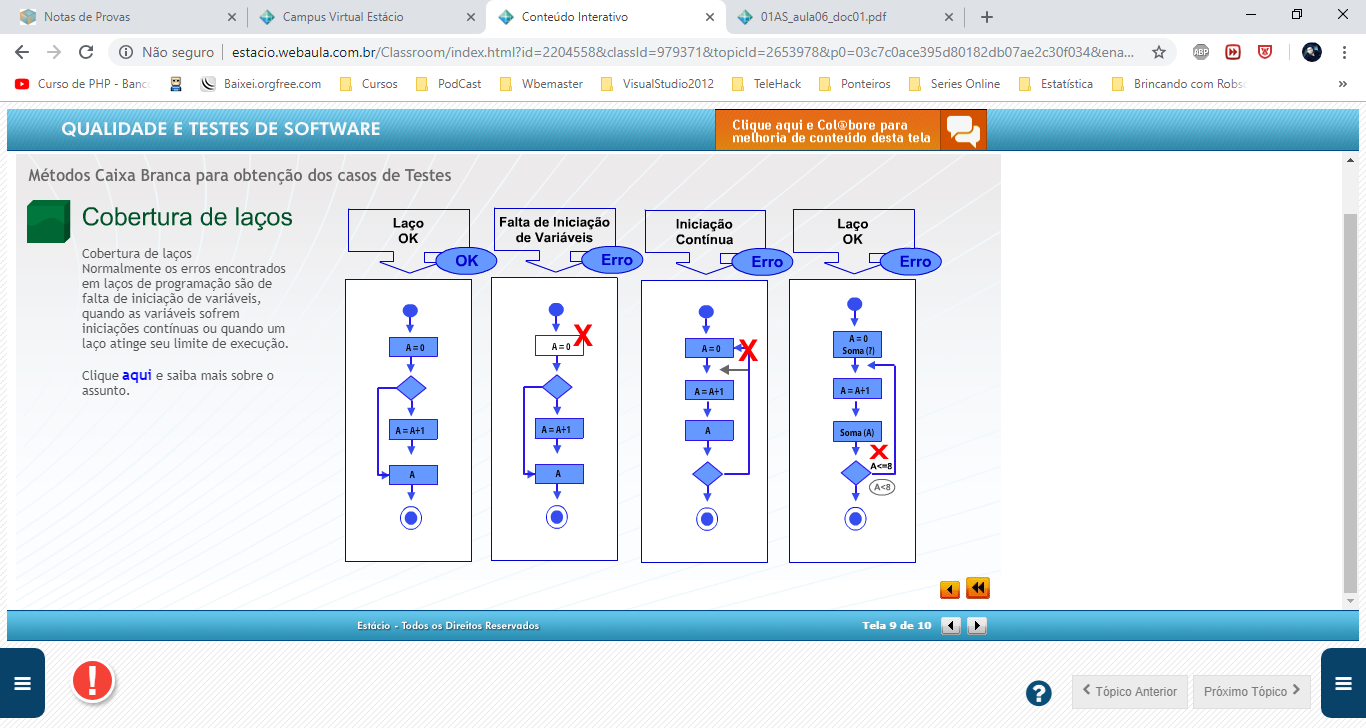 Notas de Provas
Campus Virtual Estácio
Conteúdo Interativo
01AS_aula06_doc01.pdf
Não seguro
estacio.webaula.com.br/Classroom/index.html?id=2204558&classId=979371&topicId=2653978&p0=03c7c0ace395d80182db07ae2c30f034&ena...
ABP
Curso de PHP - Banco
Baixei.orgfree.com
Cursos
PodCast
Wbemaster
VisualStudio2012
TeleHack
Ponteiros
Series Online
Estatística
Brincando com Robso
»
QUALIDADE E TESTES DE SOFTWARE
Clique aqui e Col@bore para
melhoria de conteúdo desta tela
Métodos Caixa Branca para obtenção dos casos de Testes
Cobertura de laços
Cobertura de laços
Normalmente os erros encontrados
em laços de programação são de
falta de iniciação de variáveis,
quando as variáveis sofrem
iniciações contínuas ou quando um
laço atinge seu limite de execução.
Clique aqui e saiba mais sobre o
assunto.
Laço
OK
OK
A = 0
A = A+1
A
Falta de Iniciação
de Variáveis
Erro
X
A = 0
A = A+1
A
Iniciação
Contínua
Erro
X
A = 0
A = A+1
A
Laço
OK
Erro
A = 0
Soma (?)
A = A+1
Soma (A)
X
A<=8
A<8
Estácio - Todos os Direitos Reservados
Tela 9 de 10
!
?
Tópico Anterior
Próximo Tópico